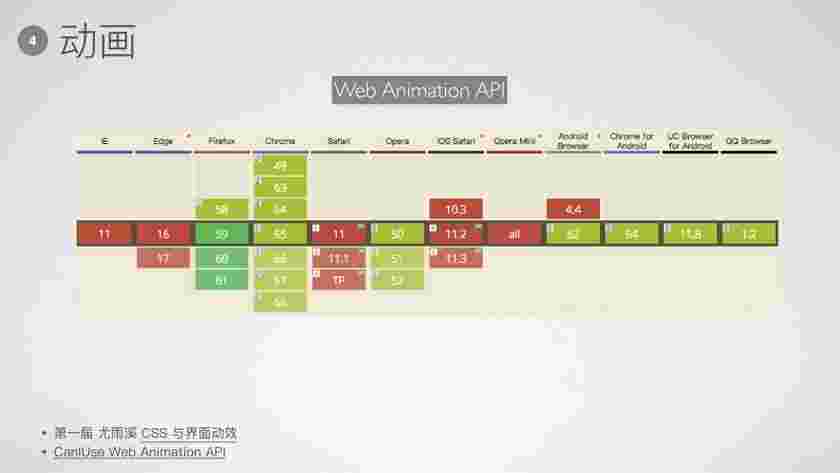 4 动画
Web Animation API
IE Edge Firefox Chrome Safari Opera iOS Safari Opera Mini Android Browser Chrome for Android UC Browser for Android QQ Browser
49
63
58 64 10.3 4.4
11 16 59 65 11 50 11.2 all 62 64 11.8 1.2
17 60 66 11.1 51 11.3
61 67 TP 52
68
第一届 尤雨溪 CSS 与界面动效
CanIUse Web Animation API